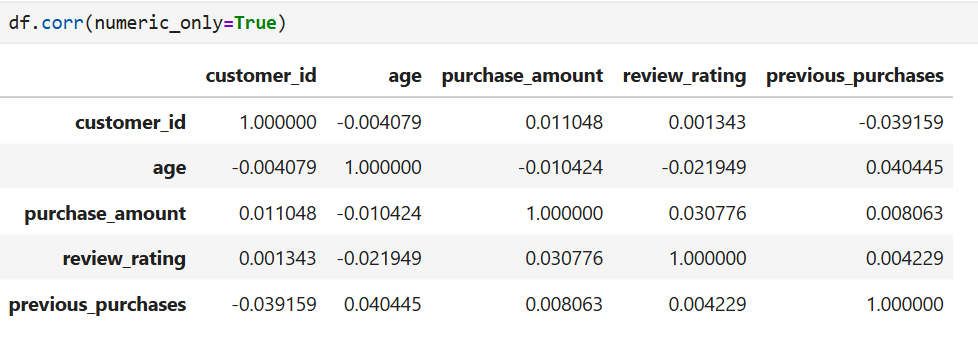 df.corr(numeric_only=True)
customer_id age purchase_amount review_rating previous_purchases
customer_id 1.000000 -0.004079 0.011048 0.001343 -0.039159
age -0.004079 1.000000 -0.010424 -0.021949 0.040445
purchase_amount 0.011048 -0.010424 1.000000 0.030776 0.008063
review_rating 0.001343 -0.021949 0.030776 1.000000 0.004229
previous_purchases -0.039159 0.040445 0.008063 0.004229 1.000000